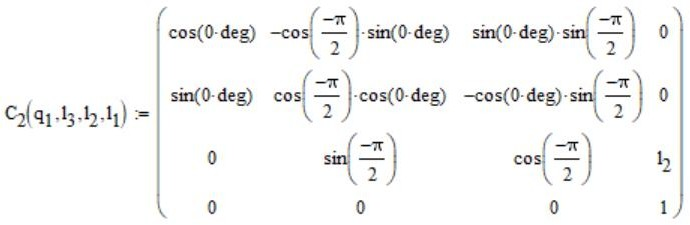 cos(0·deg) −cos(−π/2)·sin(0·deg) sin(0·deg)·sin(−π/2) 0
C₂(q₁,l₃,l₂,l₁) := sin(0·deg) cos(−π/2)·cos(0·deg) −cos(0·deg)·sin(−π/2) 0
0 sin(−π/2) cos(−π/2) l₂
0 0 0 1